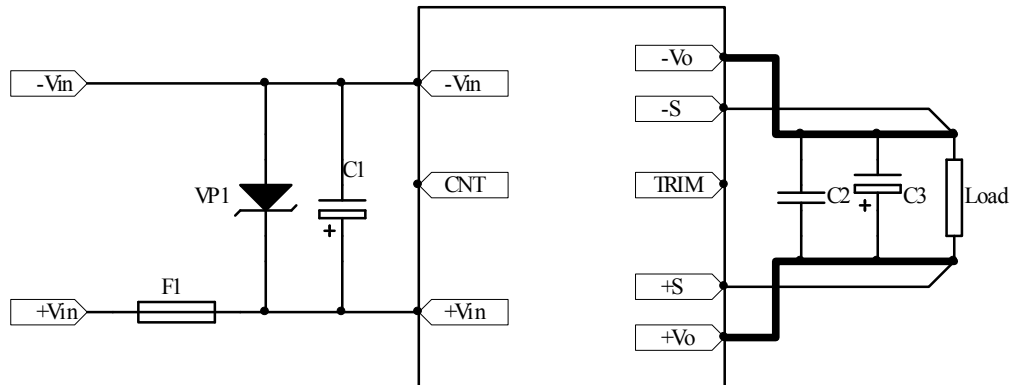 -Vo
-Vin
-Vin
-S
C1
VP1
CNT
TRIM
C2
C3
Load
F1
+S
+Vin
+Vin
+Vo